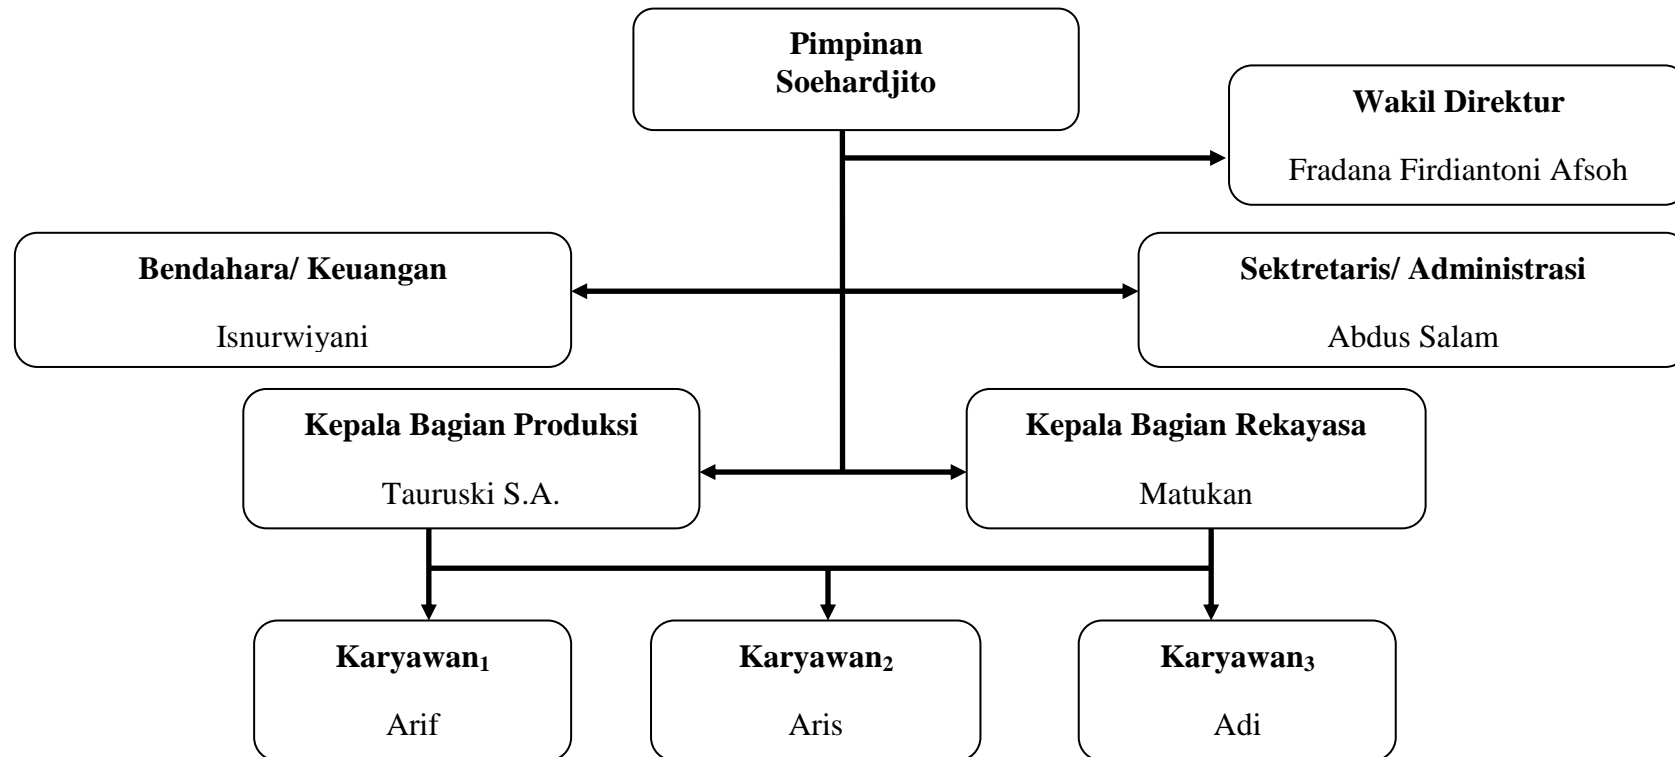 Pimpinan
Soehardjito
Wakil Direktur
Fradana Firdiantoni Afsoh
Bendahara/ Keuangan
Isnurwiyani
Sektretaris/ Administrasi
Abdus Salam
Kepala Bagian Produksi
Tauruski S.A.
Kepala Bagian Rekayasa
Matukan
Karyawan₁
Arif
Karyawan₂
Aris
Karyawan₃
Adi